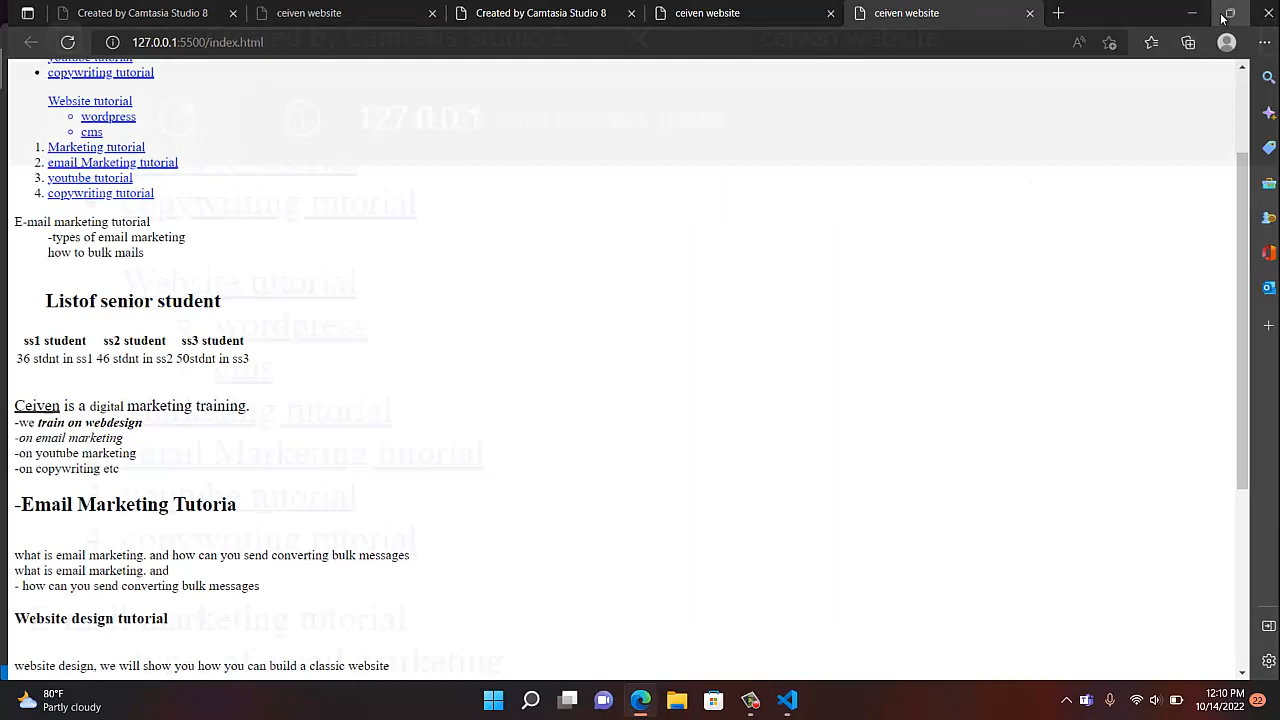 Created by Camtasia Studio 8
ceiven website
Created by Camtasia Studio 8
ceiven website
ceiven website
127.0.0.1:5500/index.html
youtube tutorial
copywriting tutorial
Website tutorial
wordpress
cms
1. Marketing tutorial
2. email Marketing tutorial
3. youtube tutorial
4. copywriting tutorial
E-mail marketing tutorial
-types of email marketing
how to bulk mails
Listof senior student
ss1 student ss2 student ss3 student
36 stdnt in ss1 46 stdnt in ss2 50stdnt in ss3
Ceiven is a digital marketing training.
-we train on webdesign
-on email marketing
-on youtube marketing
-on copywriting etc
-Email Marketing Tutoria
what is email marketing. and how can you send converting bulk messages
what is email marketing. and
- how can you send converting bulk messages
Website design tutorial
website design, we will show you how you can build a classic website
80°F
Partly cloudy
12:10 PM
10/14/2022
22